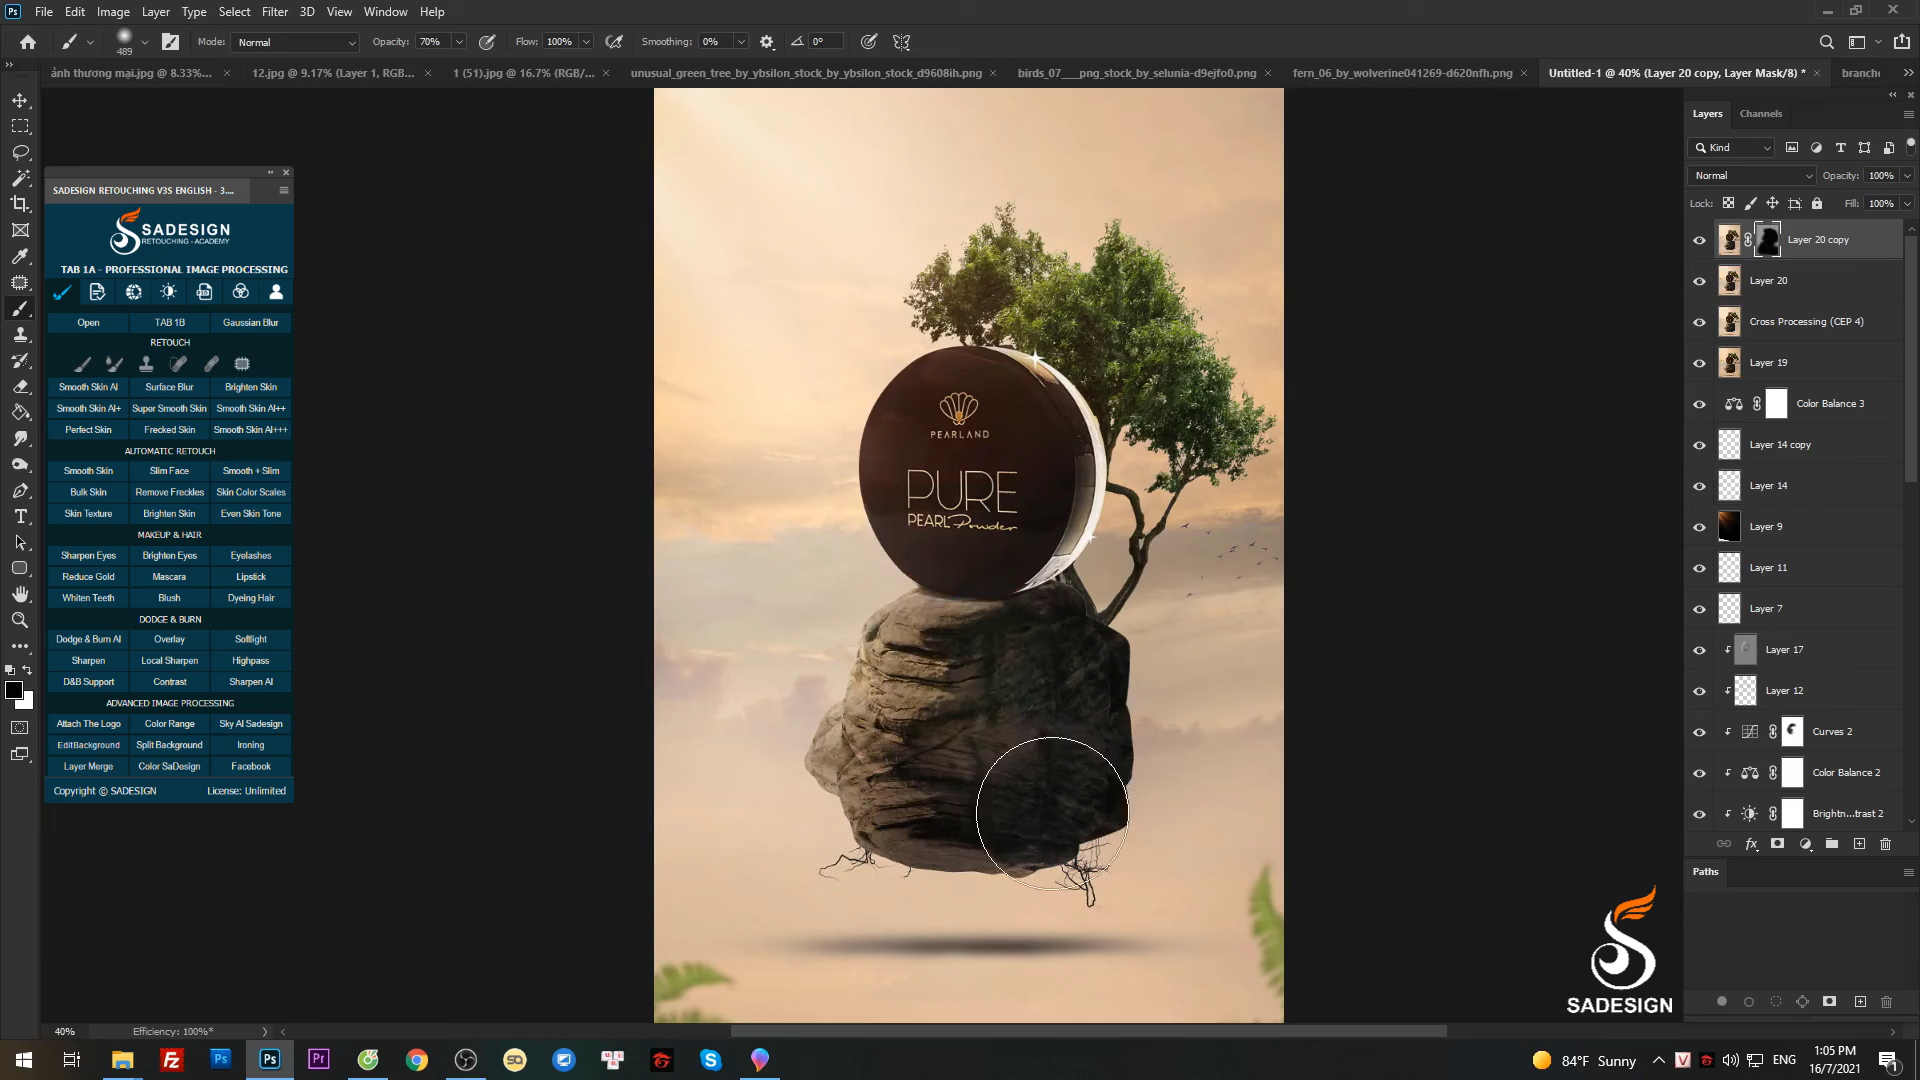 Ps File Edit Image Layer Type Select Filter 3D View Window Help
489 Mode: Normal Opacity: 70% Flow: 100% Smoothing: 0% 0°
ảnh thương mại.jpg @ 8.33%... × 12.jpg @ 9.17% (Layer 1, RGB... × 1 (51).jpg @ 16.7% (RGB/... × unusual_green_tree_by_ybsilon_stock_by_ybsilon_stock_d9608ih.png × birds_07___png_stock_by_selunia-d9ejfo0.png × fern_06_by_wolverine041269-d620nfh.png × Untitled-1 @ 40% (Layer 20 copy, Layer Mask/8) * × branche
SADESIGN RETOUCHING V3S ENGLISH - 3....
SADESIGN
RETOUCHING - ACADEMY
TAB 1A - PROFESSIONAL IMAGE PROCESSING
Open TAB 1B Gaussian Blur
RETOUCH
Smooth Skin AI Surface Blur Brighten Skin
Smooth Skin AI+ Super Smooth Skin Smooth Skin AI++
Perfect Skin Frecked Skin Smooth Skin AI+++
AUTOMATIC RETOUCH
Smooth Skin Slim Face Smooth + Slim
Bulk Skin Remove Freckles Skin Color Scales
Skin Texture Brighten Skin Even Skin Tone
MAKEUP & HAIR
Sharpen Eyes Brighten Eyes Eyelashes
Reduce Gold Mascara Lipstick
Whiten Teeth Blush Dyeing Hair
DODGE & BURN
Dodge & Burn AI Overlay Softlight
Sharpen Local Sharpen Highpass
D&B Support Contrast Sharpen AI
ADVANCED IMAGE PROCESSING
Attach The Logo Color Range Sky AI Sadesign
Edit Background Split Background Ironing
Layer Merge Color SaDesign Facebook
Copyright © SADESIGN License: Unlimited
PEARLAND
PURE
PEARL Powder
Layers Channels
Kind
Normal Opacity: 100%
Lock: Fill: 100%
Layer 20 copy
Layer 20
Cross Processing (CEP 4)
Layer 19
Color Balance 3
Layer 14 copy
Layer 14
Layer 9
Layer 11
Layer 7
Layer 17
Layer 12
Curves 2
Color Balance 2
Brightn...trast 2
fx
Paths
SADESIGN
40% Efficiency: 100%*
Fz Ps Ps Pr 84°F Sunny V ENG 1:05 PM
16/7/2021 1